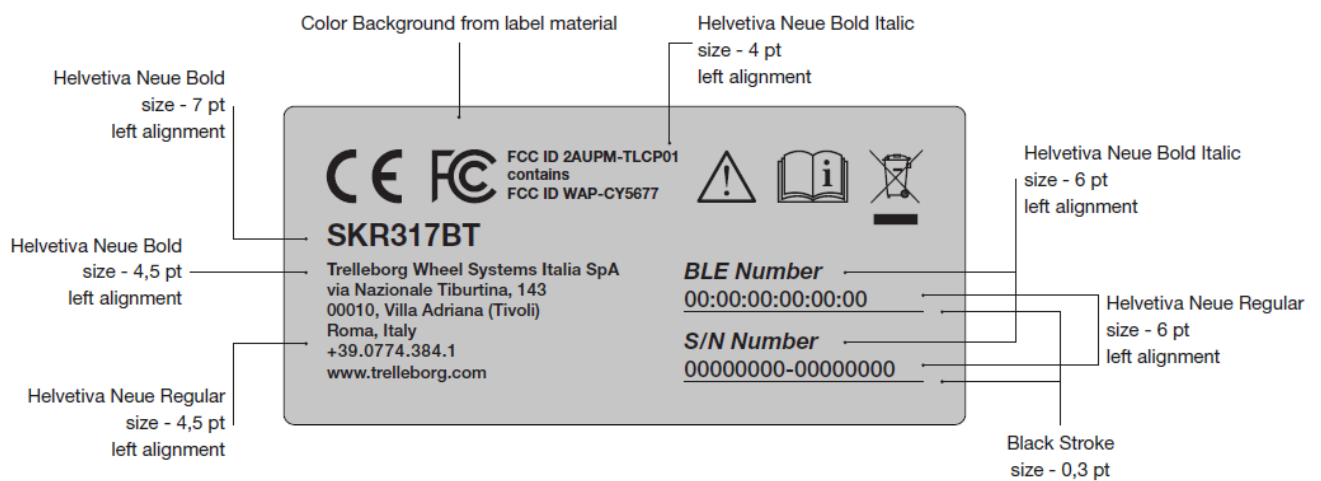 Color Background from label material
Helvetiva Neue Bold Italic
size - 4 pt
left alignment
Helvetiva Neue Bold
size - 7 pt
left alignment
CE FC
FCC ID 2AUPM-TLCP01
contains
FCC ID WAP-CY5677
i
Helvetiva Neue Bold Italic
size - 6 pt
left alignment
SKR317BT
Helvetiva Neue Bold
size - 4,5 pt
left alignment
Trelleborg Wheel Systems Italia SpA
via Nazionale Tiburtina, 143
00010, Villa Adriana (Tivoli)
Roma, Italy
+39.0774.384.1
www.trelleborg.com
BLE Number
00:00:00:00:00:00
S/N Number
00000000-00000000
Helvetiva Neue Regular
size - 6 pt
left alignment
Helvetiva Neue Regular
size - 4,5 pt
left alignment
Black Stroke
size - 0,3 pt